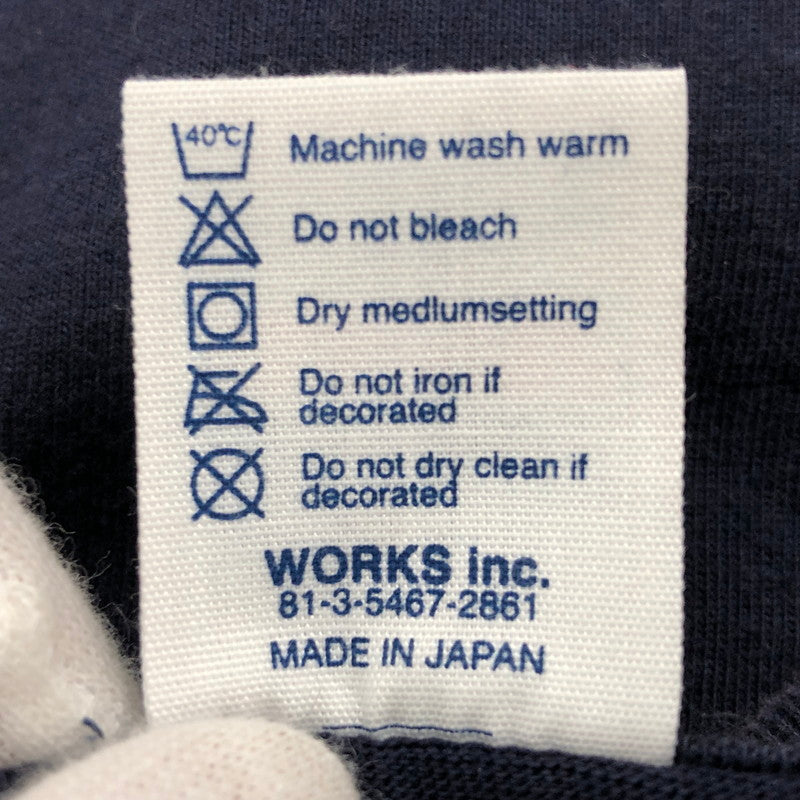 40℃ Machine wash warm
Do not bleach
Dry medlumsetting
Do not iron if
decorated
Do not dry clean if
decorated
WORKS inc.
81-3-5467-2861
MADE IN JAPAN